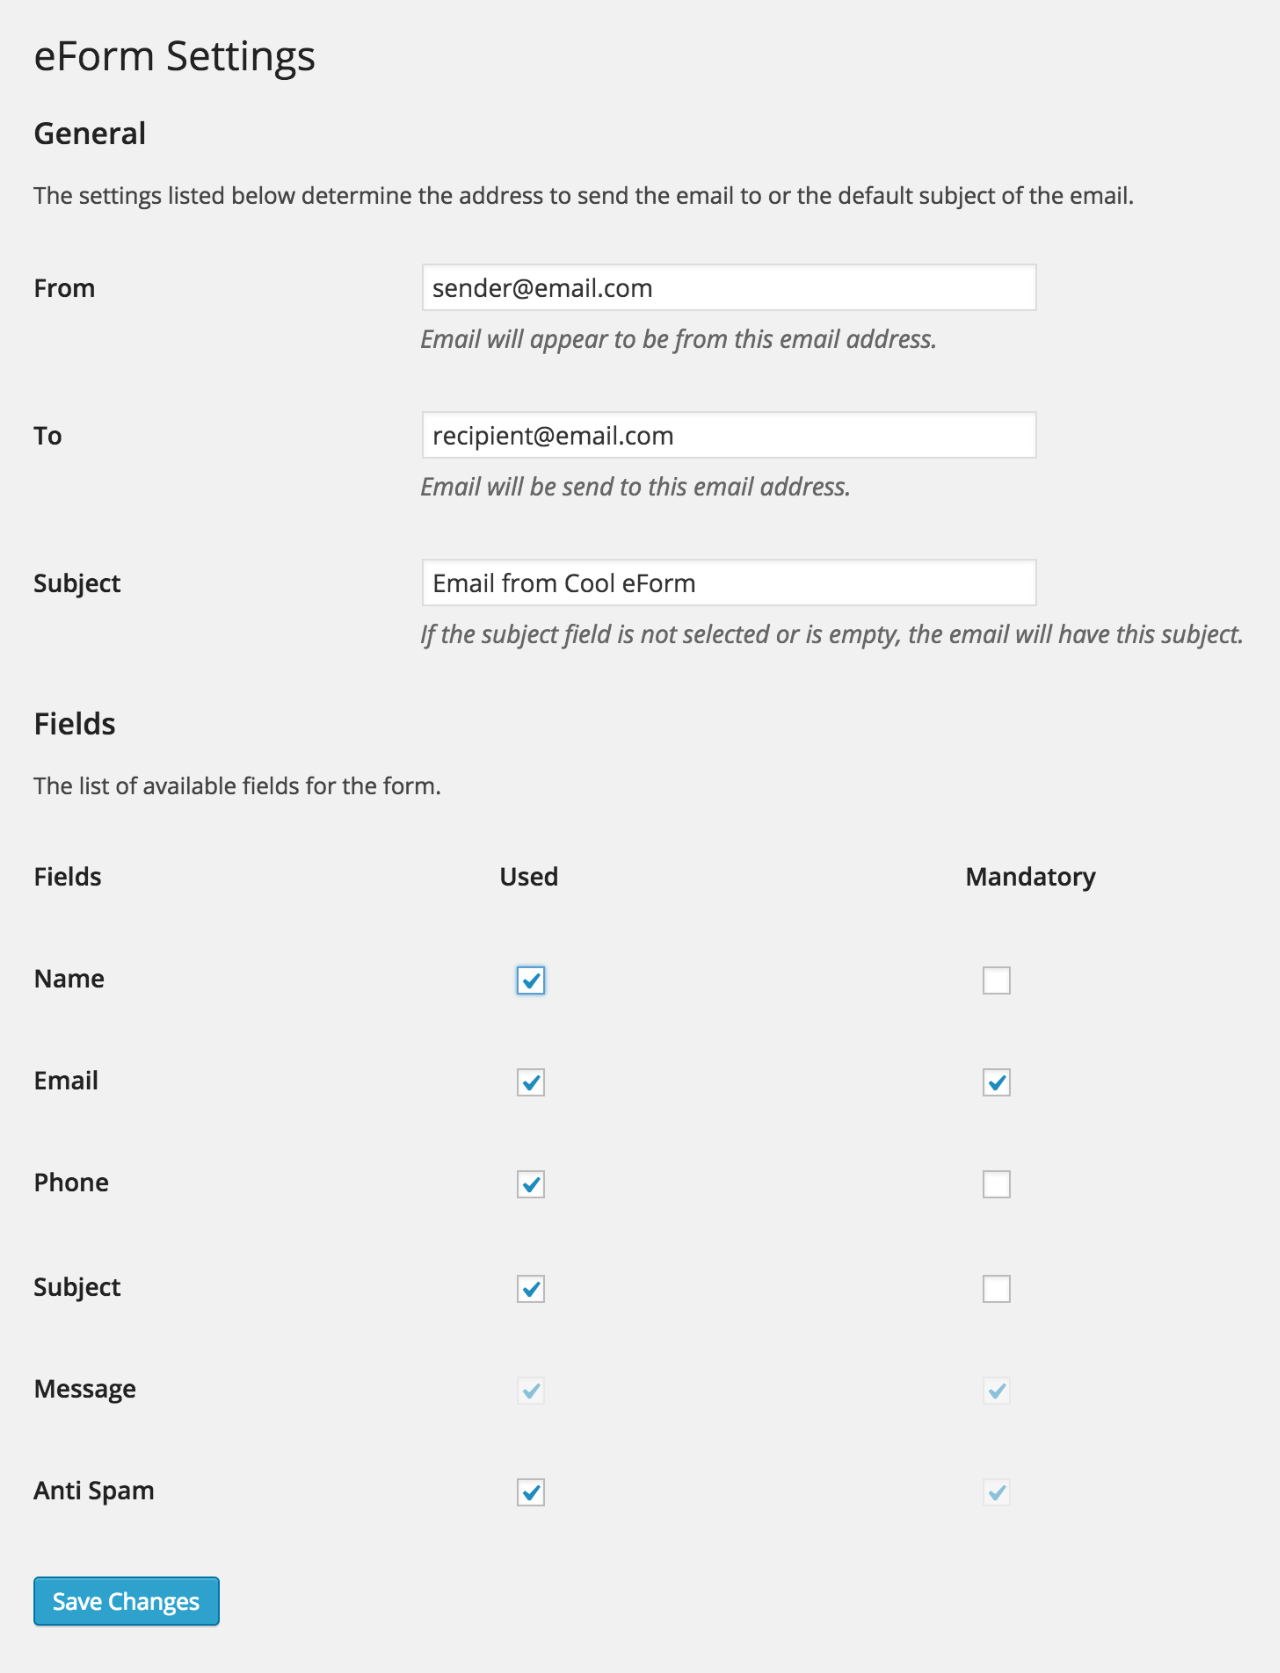 eForm Settings
General
The settings listed below determine the address to send the email to or the default subject of the email.
From
sender@email.com
Email will appear to be from this email address.
To
recipient@email.com
Email will be send to this email address.
Subject
Email from Cool eForm
If the subject field is not selected or is empty, the email will have this subject.
Fields
The list of available fields for the form.
Fields Used Mandatory
Name
Email
Phone
Subject
Message
Anti Spam
Save Changes